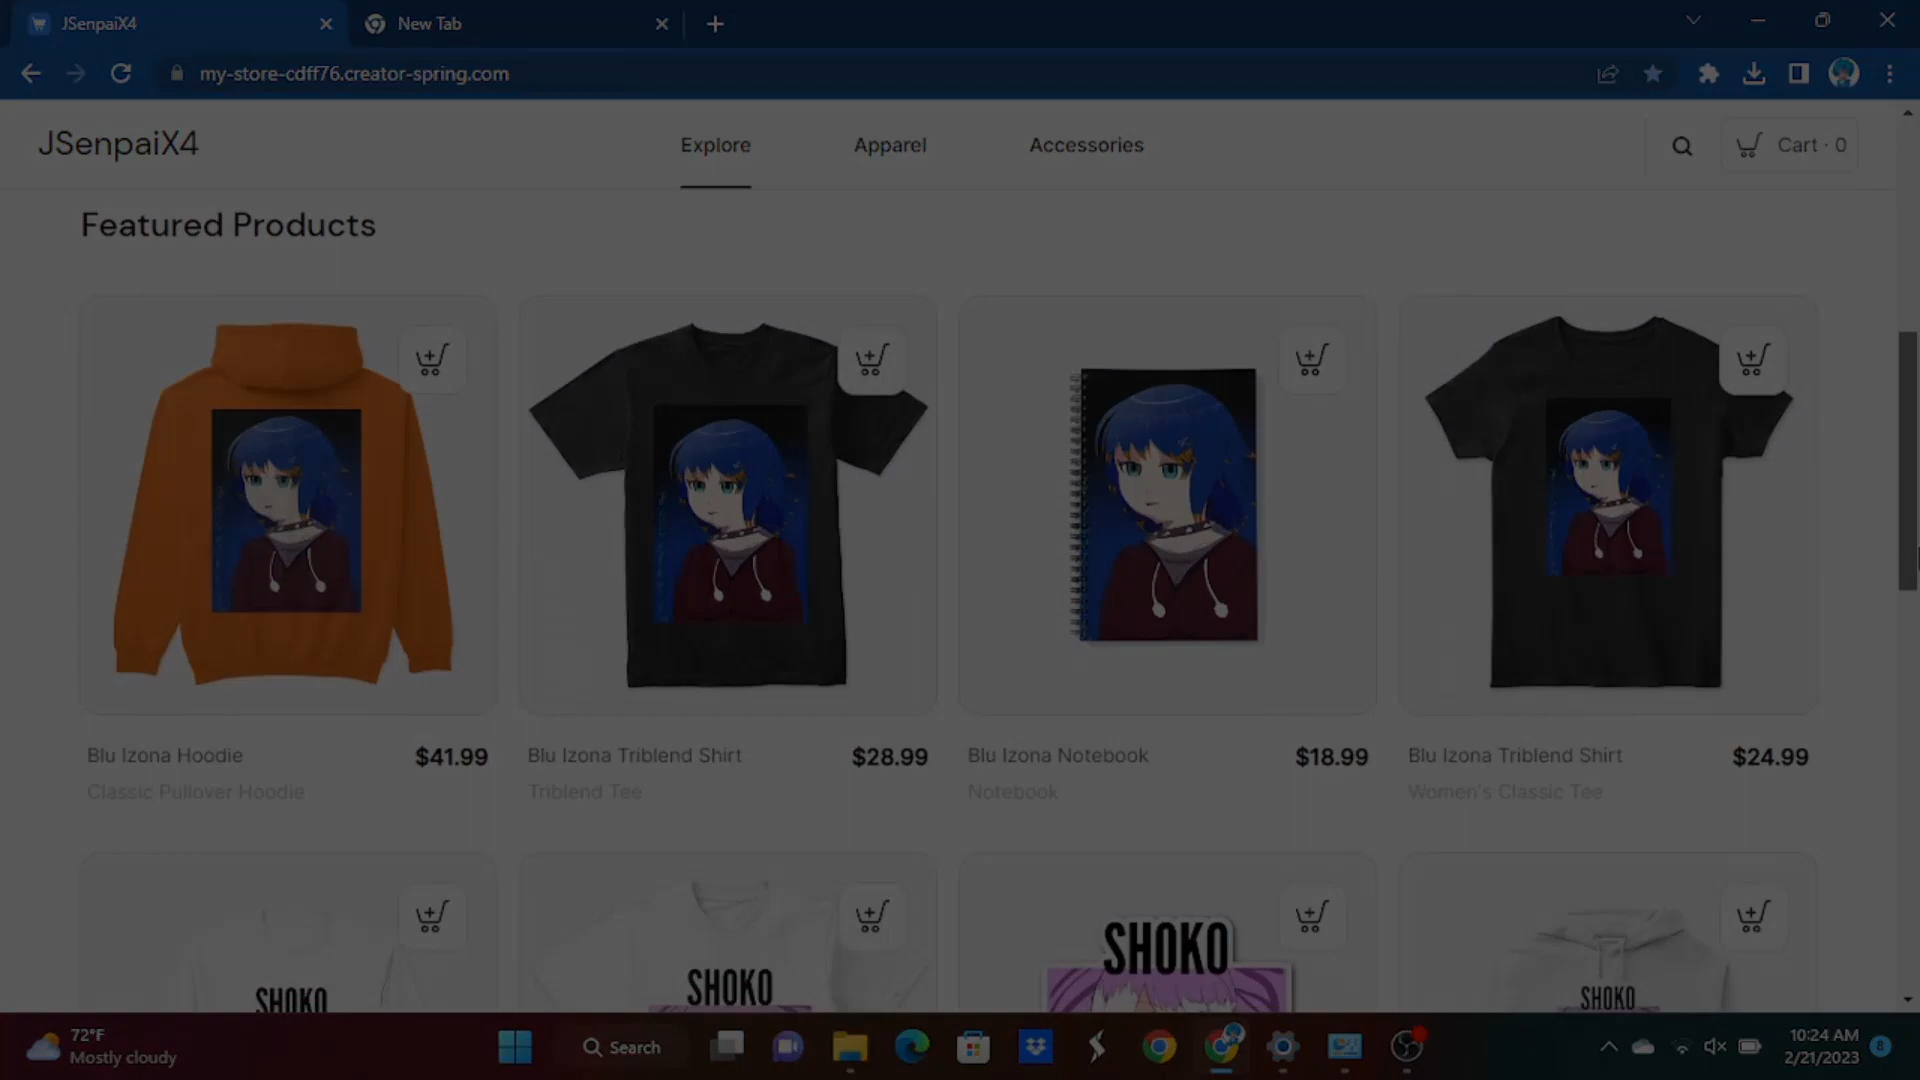 JSenpaiX4
New Tab
my-store-cdff76.creator-spring.com
JSenpaiX4
Explore
Apparel
Accessories
Cart · 0
Featured Products
Blu Izona Hoodie
$41.99
Classic Pullover Hoodie
Blu Izona Triblend Shirt
$28.99
Triblend Tee
Blu Izona Notebook
$18.99
Notebook
Blu Izona Triblend Shirt
$24.99
Women's Classic Tee
SHOKO
SHOKO
SHOKO
SHOKO
72°F
Mostly cloudy
Search
10:24 AM
2/21/2023
8